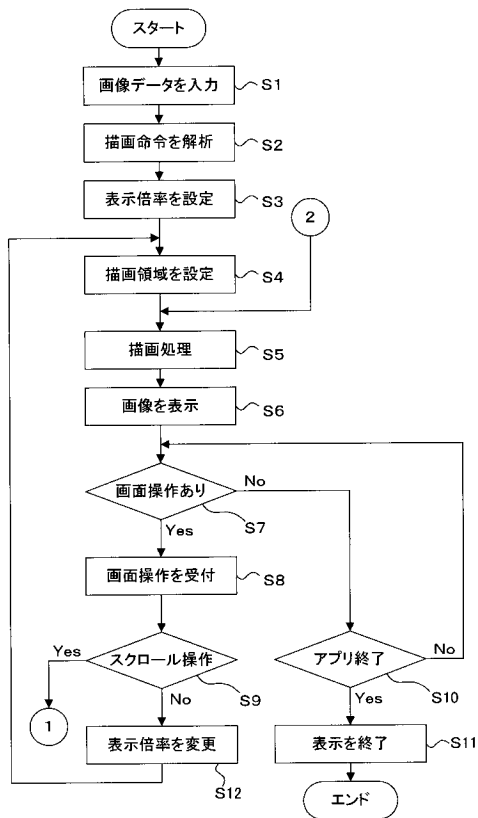 スタート
画像データを入力
S1
描画命令を解析
S2
表示倍率を設定
S3
2
描画領域を設定
S4
描画処理
S5
画像を表示
S6
画面操作あり
No
S7
Yes
画面操作を受付
S8
Yes
スクロール操作
S9
No
アプリ終了
No
S10
Yes
1
表示倍率を変更
S12
表示を終了
S11
エンド